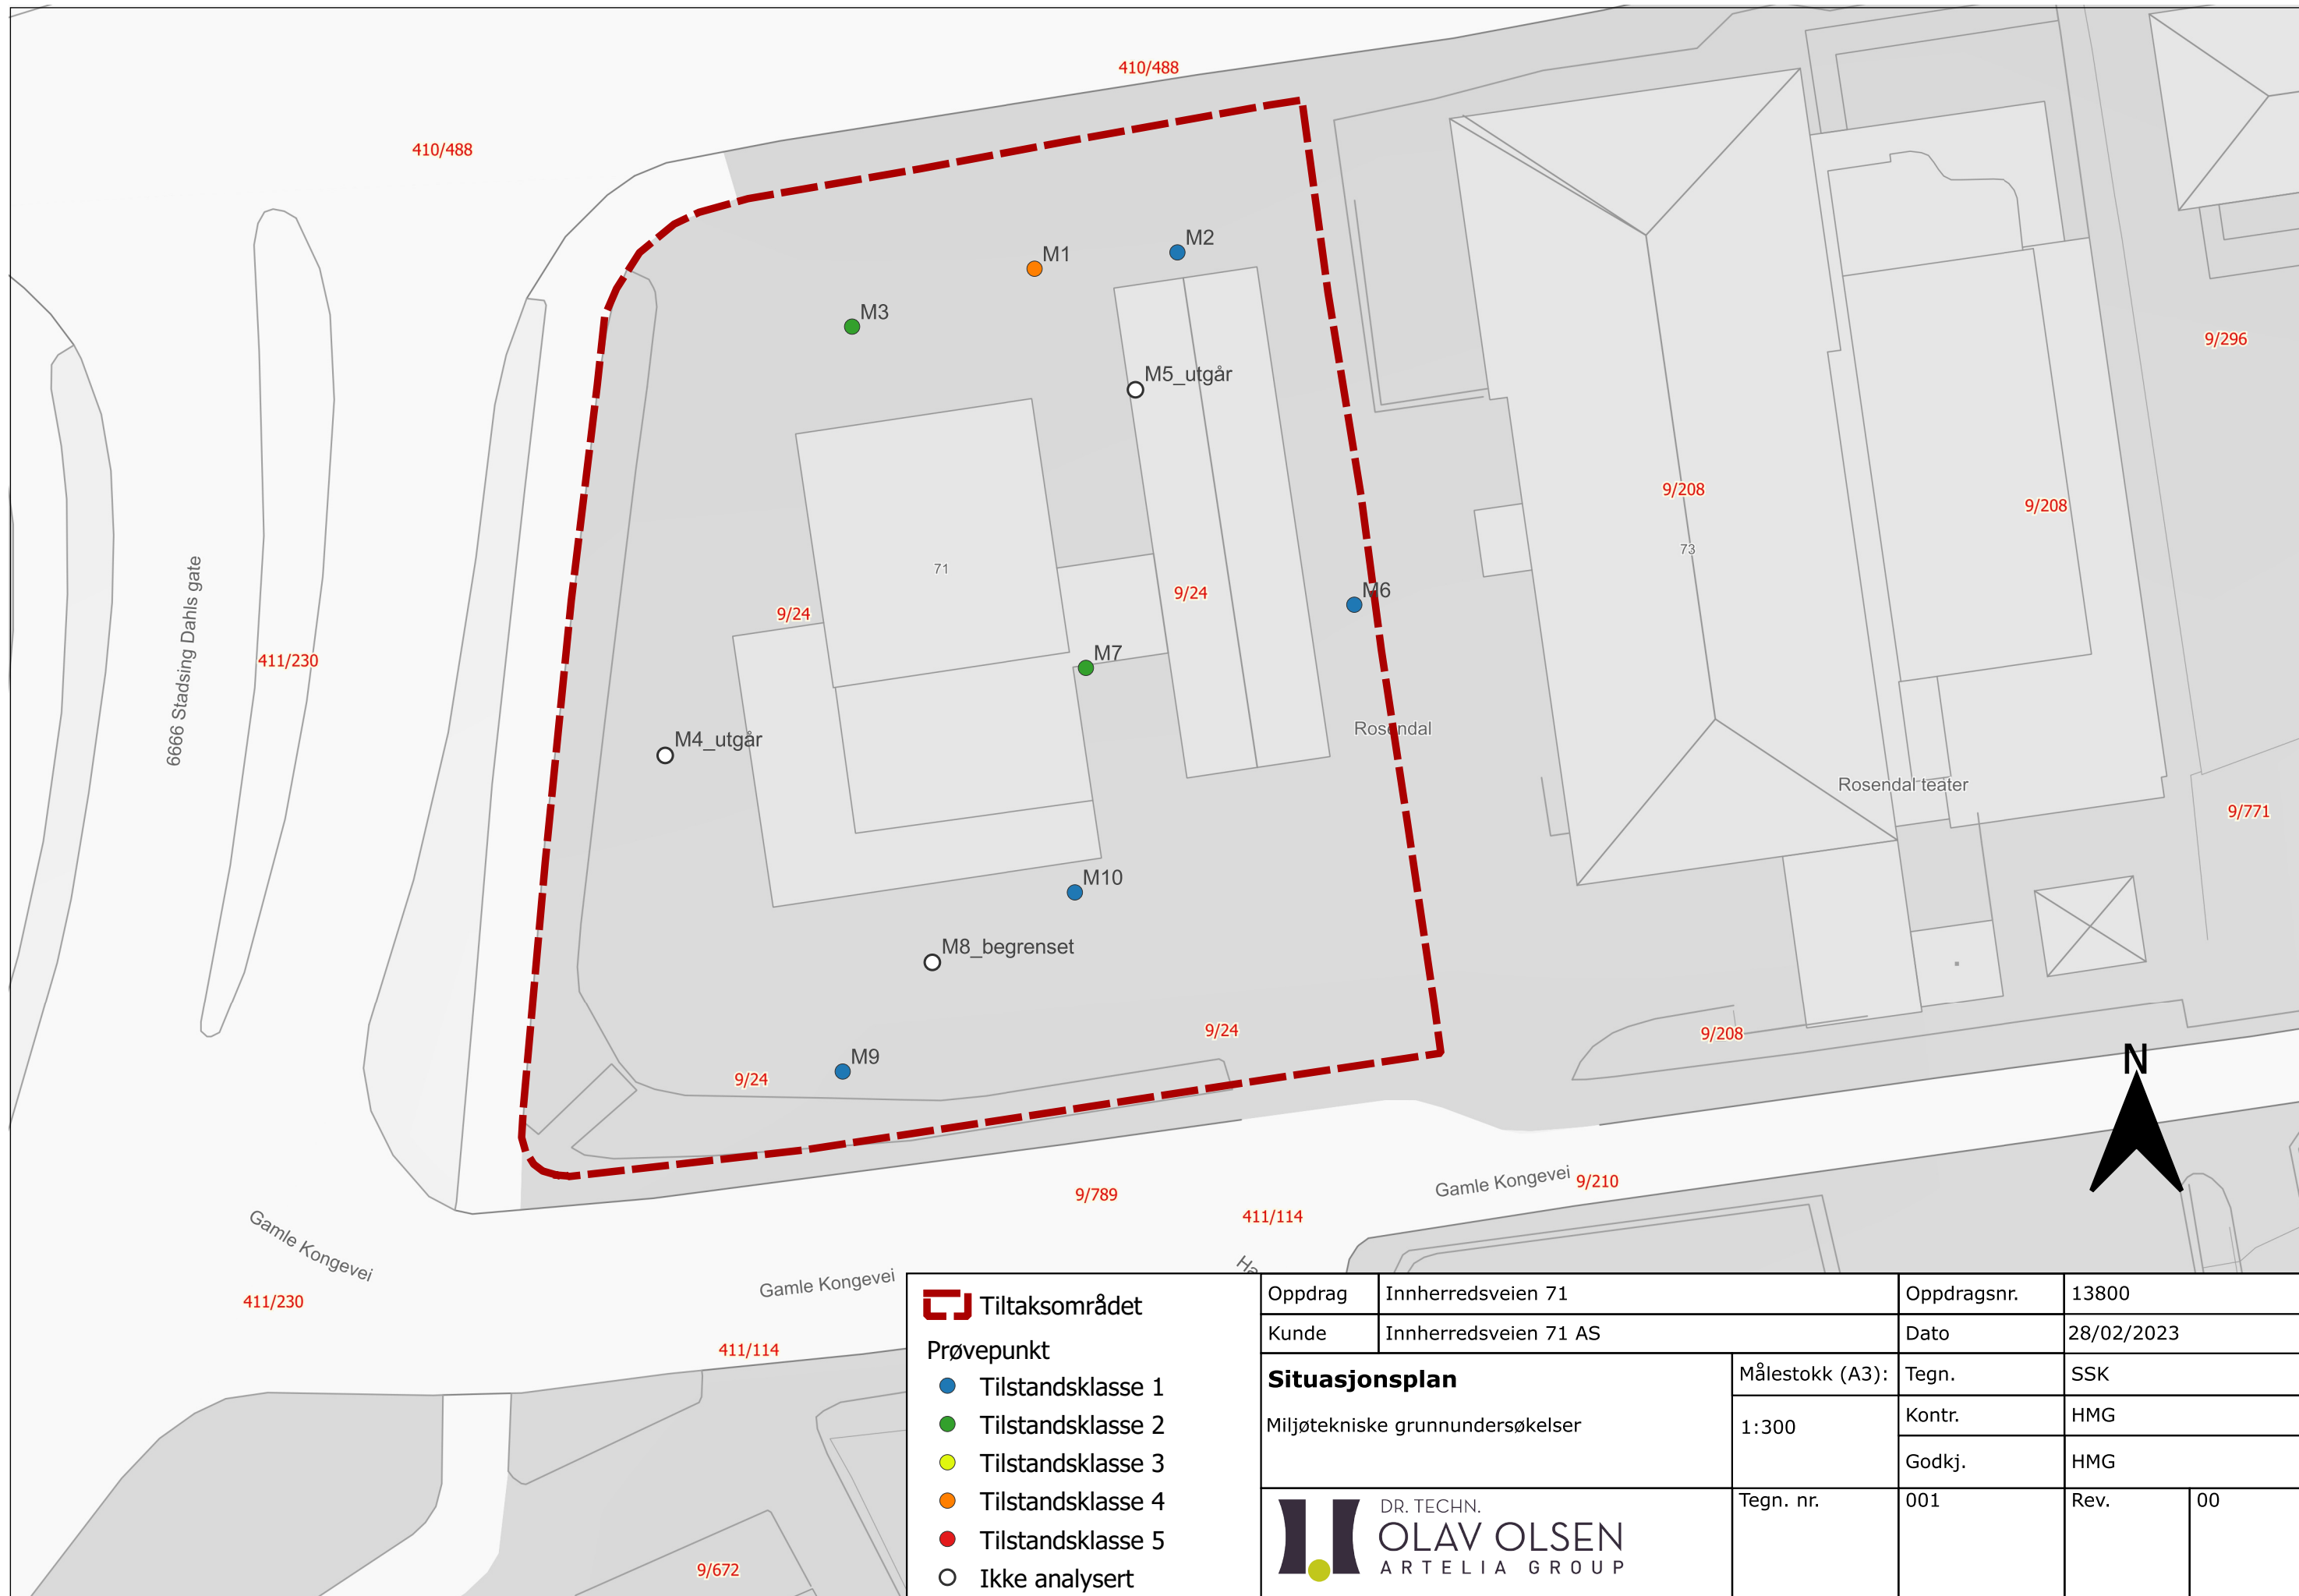 410/488
410/488
M2
M1
M3
9/296
M5_utgår
9/208
9/208
73
71
6666 Stadsing Dahls gate
9/24
M6
9/24
411/230
M7
Rosendal
M4_utgår
Rosendal teater
9/771
M10
M8_begrenset
9/24
9/208
M9
N
9/24
Gamle Kongevei
9/210
9/789
411/114
Gamle Kongevei
Gamle Kongevei
411/230
411/114
9/672
Tiltaksområdet
Prøvepunkt
Tilstandsklasse 1
Tilstandsklasse 2
Tilstandsklasse 3
Tilstandsklasse 4
Tilstandsklasse 5
Ikke analysert
Oppdrag Innherredsveien 71 Oppdragsnr. 13800
Kunde Innherredsveien 71 AS Dato 28/02/2023
Situasjonsplan Målestokk (A3): Tegn. SSK
Miljøtekniske grunnundersøkelser 1:300 Kontr. HMG
Godkj. HMG
Tegn. nr. 001 Rev. 00
DR. TECHN.
OLAV OLSEN
ARTELIA GROUP